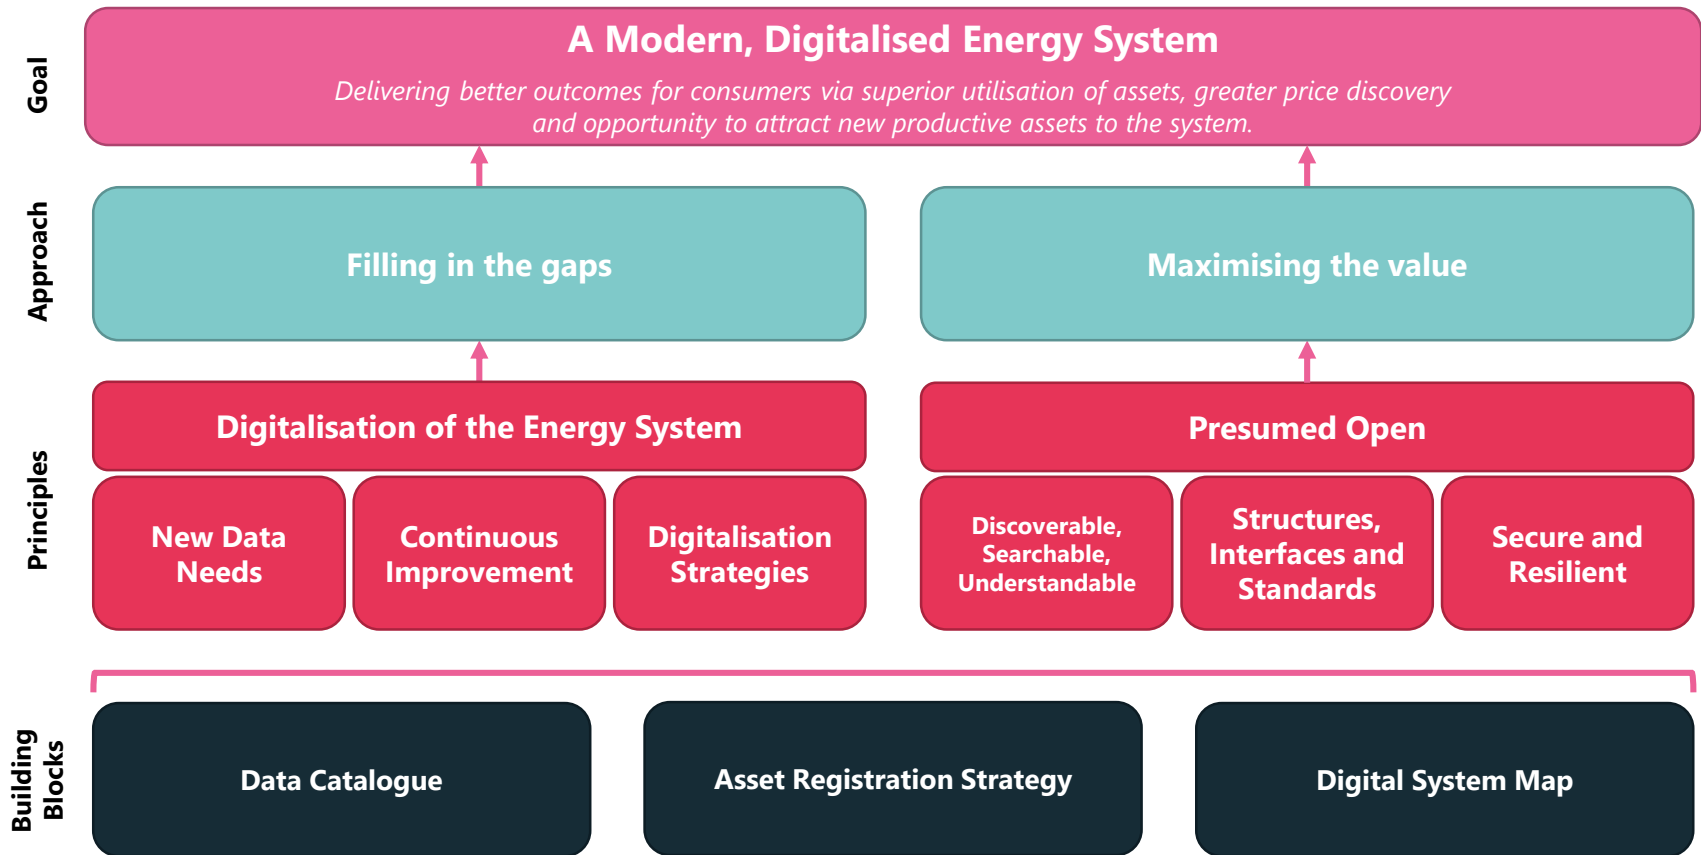 Goal
A Modern, Digitalised Energy System
Delivering better outcomes for consumers via superior utilisation of assets, greater price discovery
and opportunity to attract new productive assets to the system.
Approach
Filling in the gaps
Maximising the value
Principles
Digitalisation of the Energy System
Presumed Open
New Data
Needs
Continuous
Improvement
Digitalisation
Strategies
Discoverable,
Searchable,
Understandable
Structures,
Interfaces and
Standards
Secure and
Resilient
Building
Blocks
Data Catalogue
Asset Registration Strategy
Digital System Map